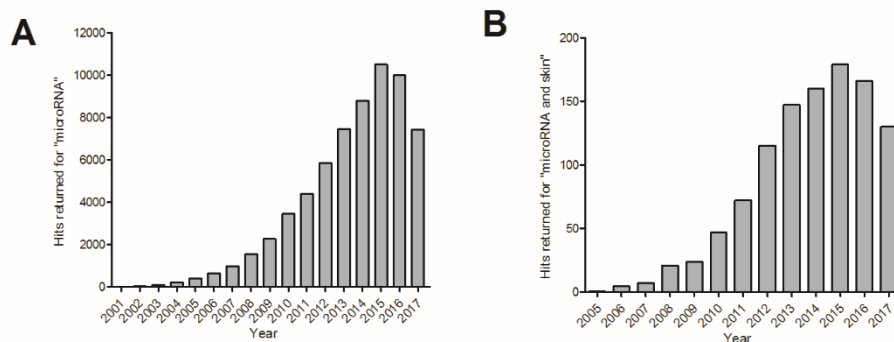 A
Hits returned for "microRNA"
12000
10000
8000
6000
4000
2000
0
2001 2002 2003 2004 2005 2006 2007 2008 2009 2010 2011 2012 2013 2014 2015 2016 2017
Year
B
Hits returned for "microRNA and skin"
200
150
100
50
0
2005 2006 2007 2008 2009 2010 2011 2012 2013 2014 2015 2016 2017
Year